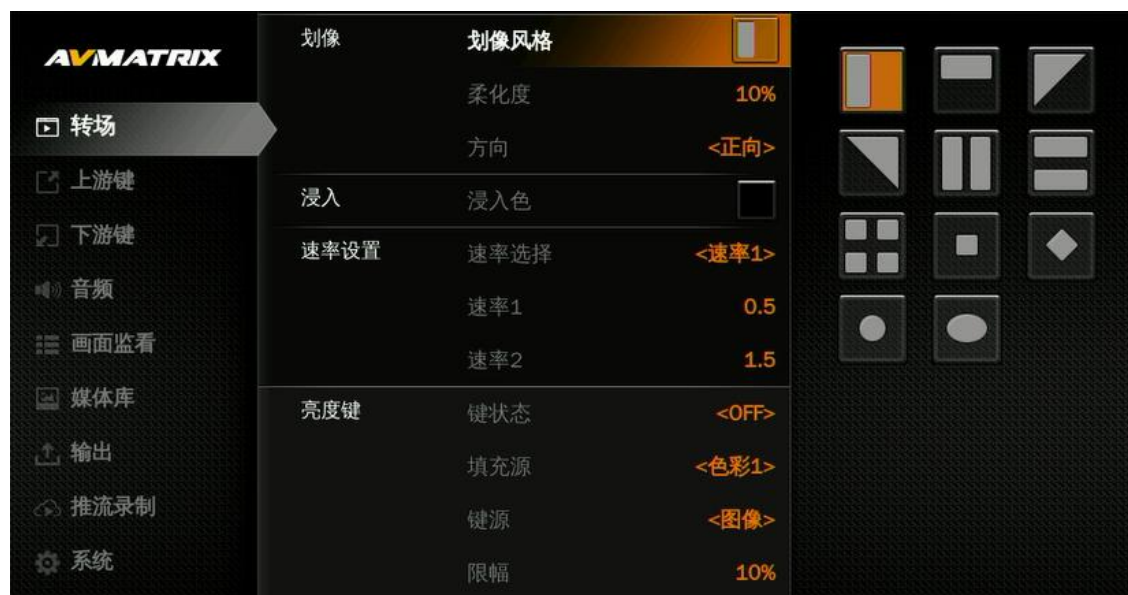 AVMATRIX
转场
上游键
下游键
音频
画面监看
媒体库
输出
推流录制
系统
划像 划像风格
柔化度 10%
方向 <正向>
浸入 浸入色
速率设置 速率选择 <速率1>
速率1 0.5
速率2 1.5
亮度键 键状态 <OFF>
填充源 <色彩1>
键源 <图像>
限幅 10%